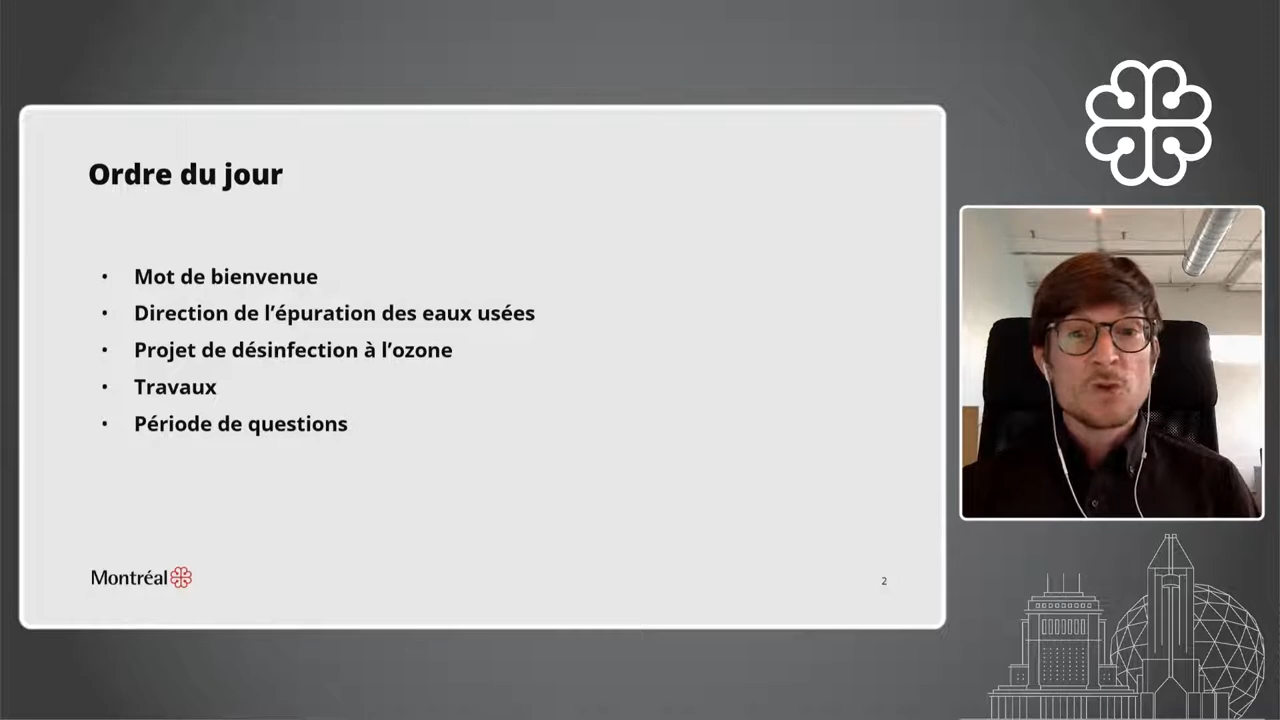 Ordre du jour
• Mot de bienvenue
• Direction de l’épuration des eaux usées
• Projet de désinfection à l’ozone
• Travaux
• Période de questions
Montréal
2